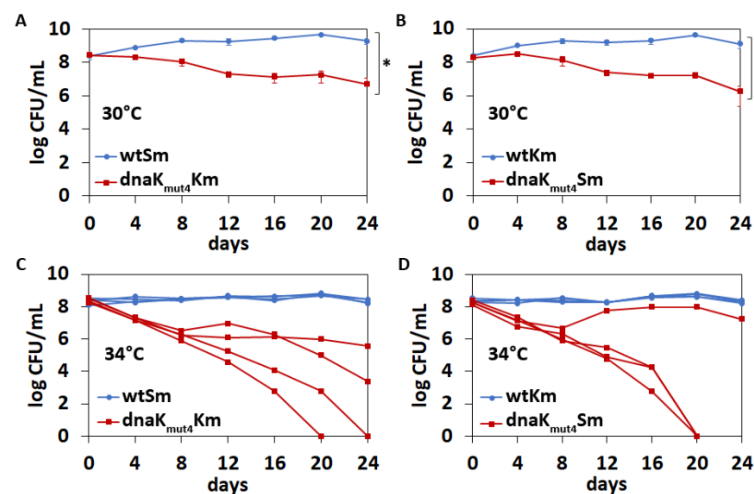 A
log CFU/mL
10
8
6
4
2
0
30°C
wtSm
dnaKmut4Km
*
0 4 8 12 16 20 24
days
B
log CFU/mL
10
8
6
4
2
0
30°C
wtKm
dnaKmut4Sm
0 4 8 12 16 20 24
days
C
log CFU/mL
10
8
6
4
2
0
34°C
wtSm
dnaKmut4Km
0 4 8 12 16 20 24
days
D
log CFU/mL
10
8
6
4
2
0
34°C
wtKm
dnaKmut4Sm
0 4 8 12 16 20 24
days